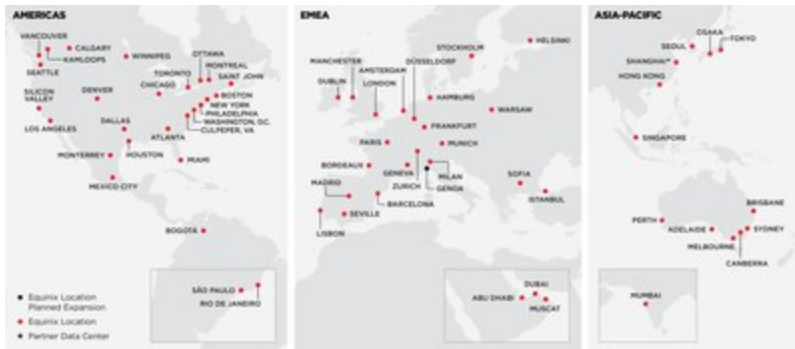 AMERICAS
VANCOUVER
CALGARY
KAMLOOPS
SEATTLE
WINNIPEG
OTTAWA
MONTREAL
TORONTO
SAINT JOHN
CHICAGO
SILICON
VALLEY
DENVER
BOSTON
NEW YORK
PHILADELPHIA
WASHINGTON, D.C.
CULPEPER, VA
LOS ANGELES
DALLAS
ATLANTA
MONTERREY
HOUSTON
MIAMI
MEXICO CITY
BOGOTA
SÃO PAULO
RIO DE JANEIRO
Equinix Location
Planned Expansion
Equinix Location
Partner Data Center
EMEA
HELSINKI
STOCKHOLM
MANCHESTER
DÜSSELDORF
AMSTERDAM
DUBLIN
LONDON
HAMBURG
WARSAW
FRANKFURT
PARIS
MUNICH
BORDEAUX
GENEVA
MILAN
MADRID
ZURICH
GENOA
SOFIA
ISTANBUL
BARCELONA
SEVILLE
LISBON
DUBAI
ABU DHABI
MUSCAT
ASIA-PACIFIC
OSAKA
TOKYO
SEOUL
SHANGHAI*
HONG KONG
SINGAPORE
BRISBANE
PERTH
ADELAIDE
SYDNEY
MELBOURNE
CANBERRA
MUMBAI